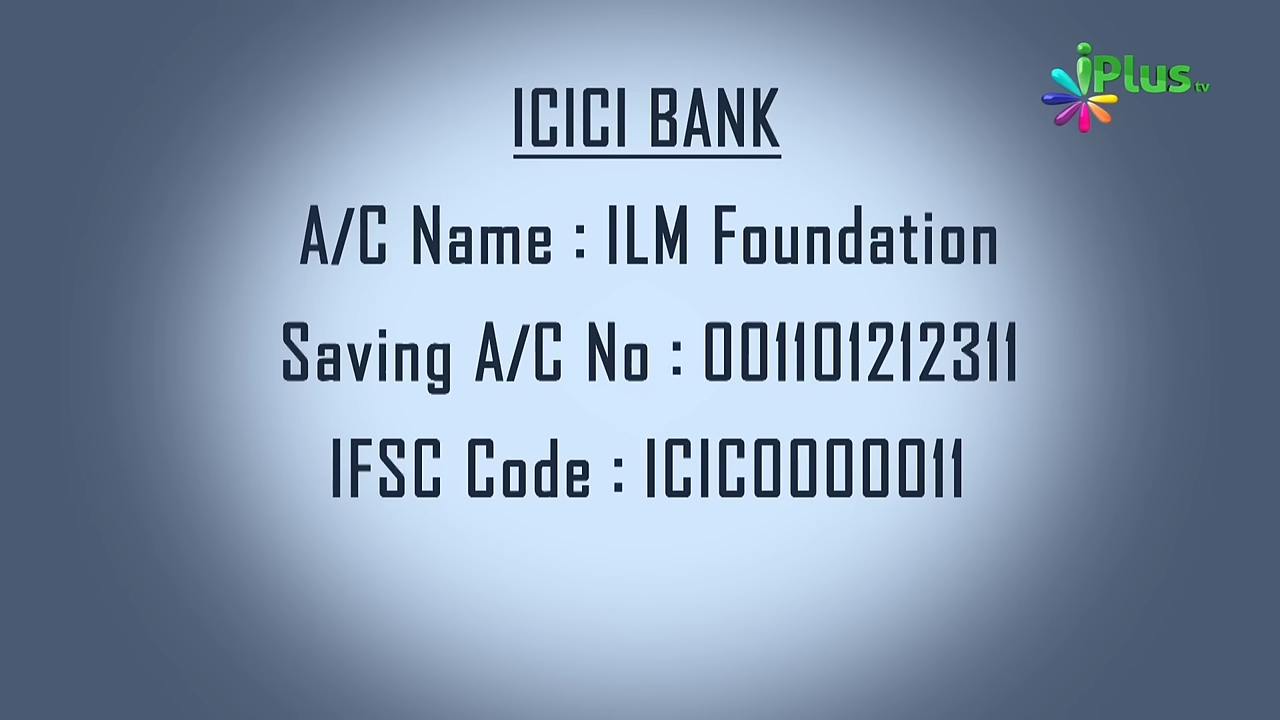 iPlus tv
ICICI BANK
A/C Name : ILM Foundation
Saving A/C No : 001101212311
IFSC Code : ICIC0000011